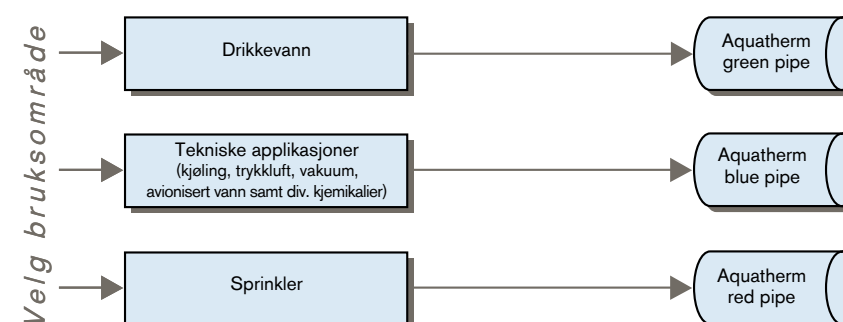 Velg bruksområde
Drikkevann
Aquatherm
green pipe
Tekniske applikasjoner
(kjøling, trykkluft, vakuum,
avionisert vann samt div. kjemikalier)
Aquatherm
blue pipe
Sprinkler
Aquatherm
red pipe